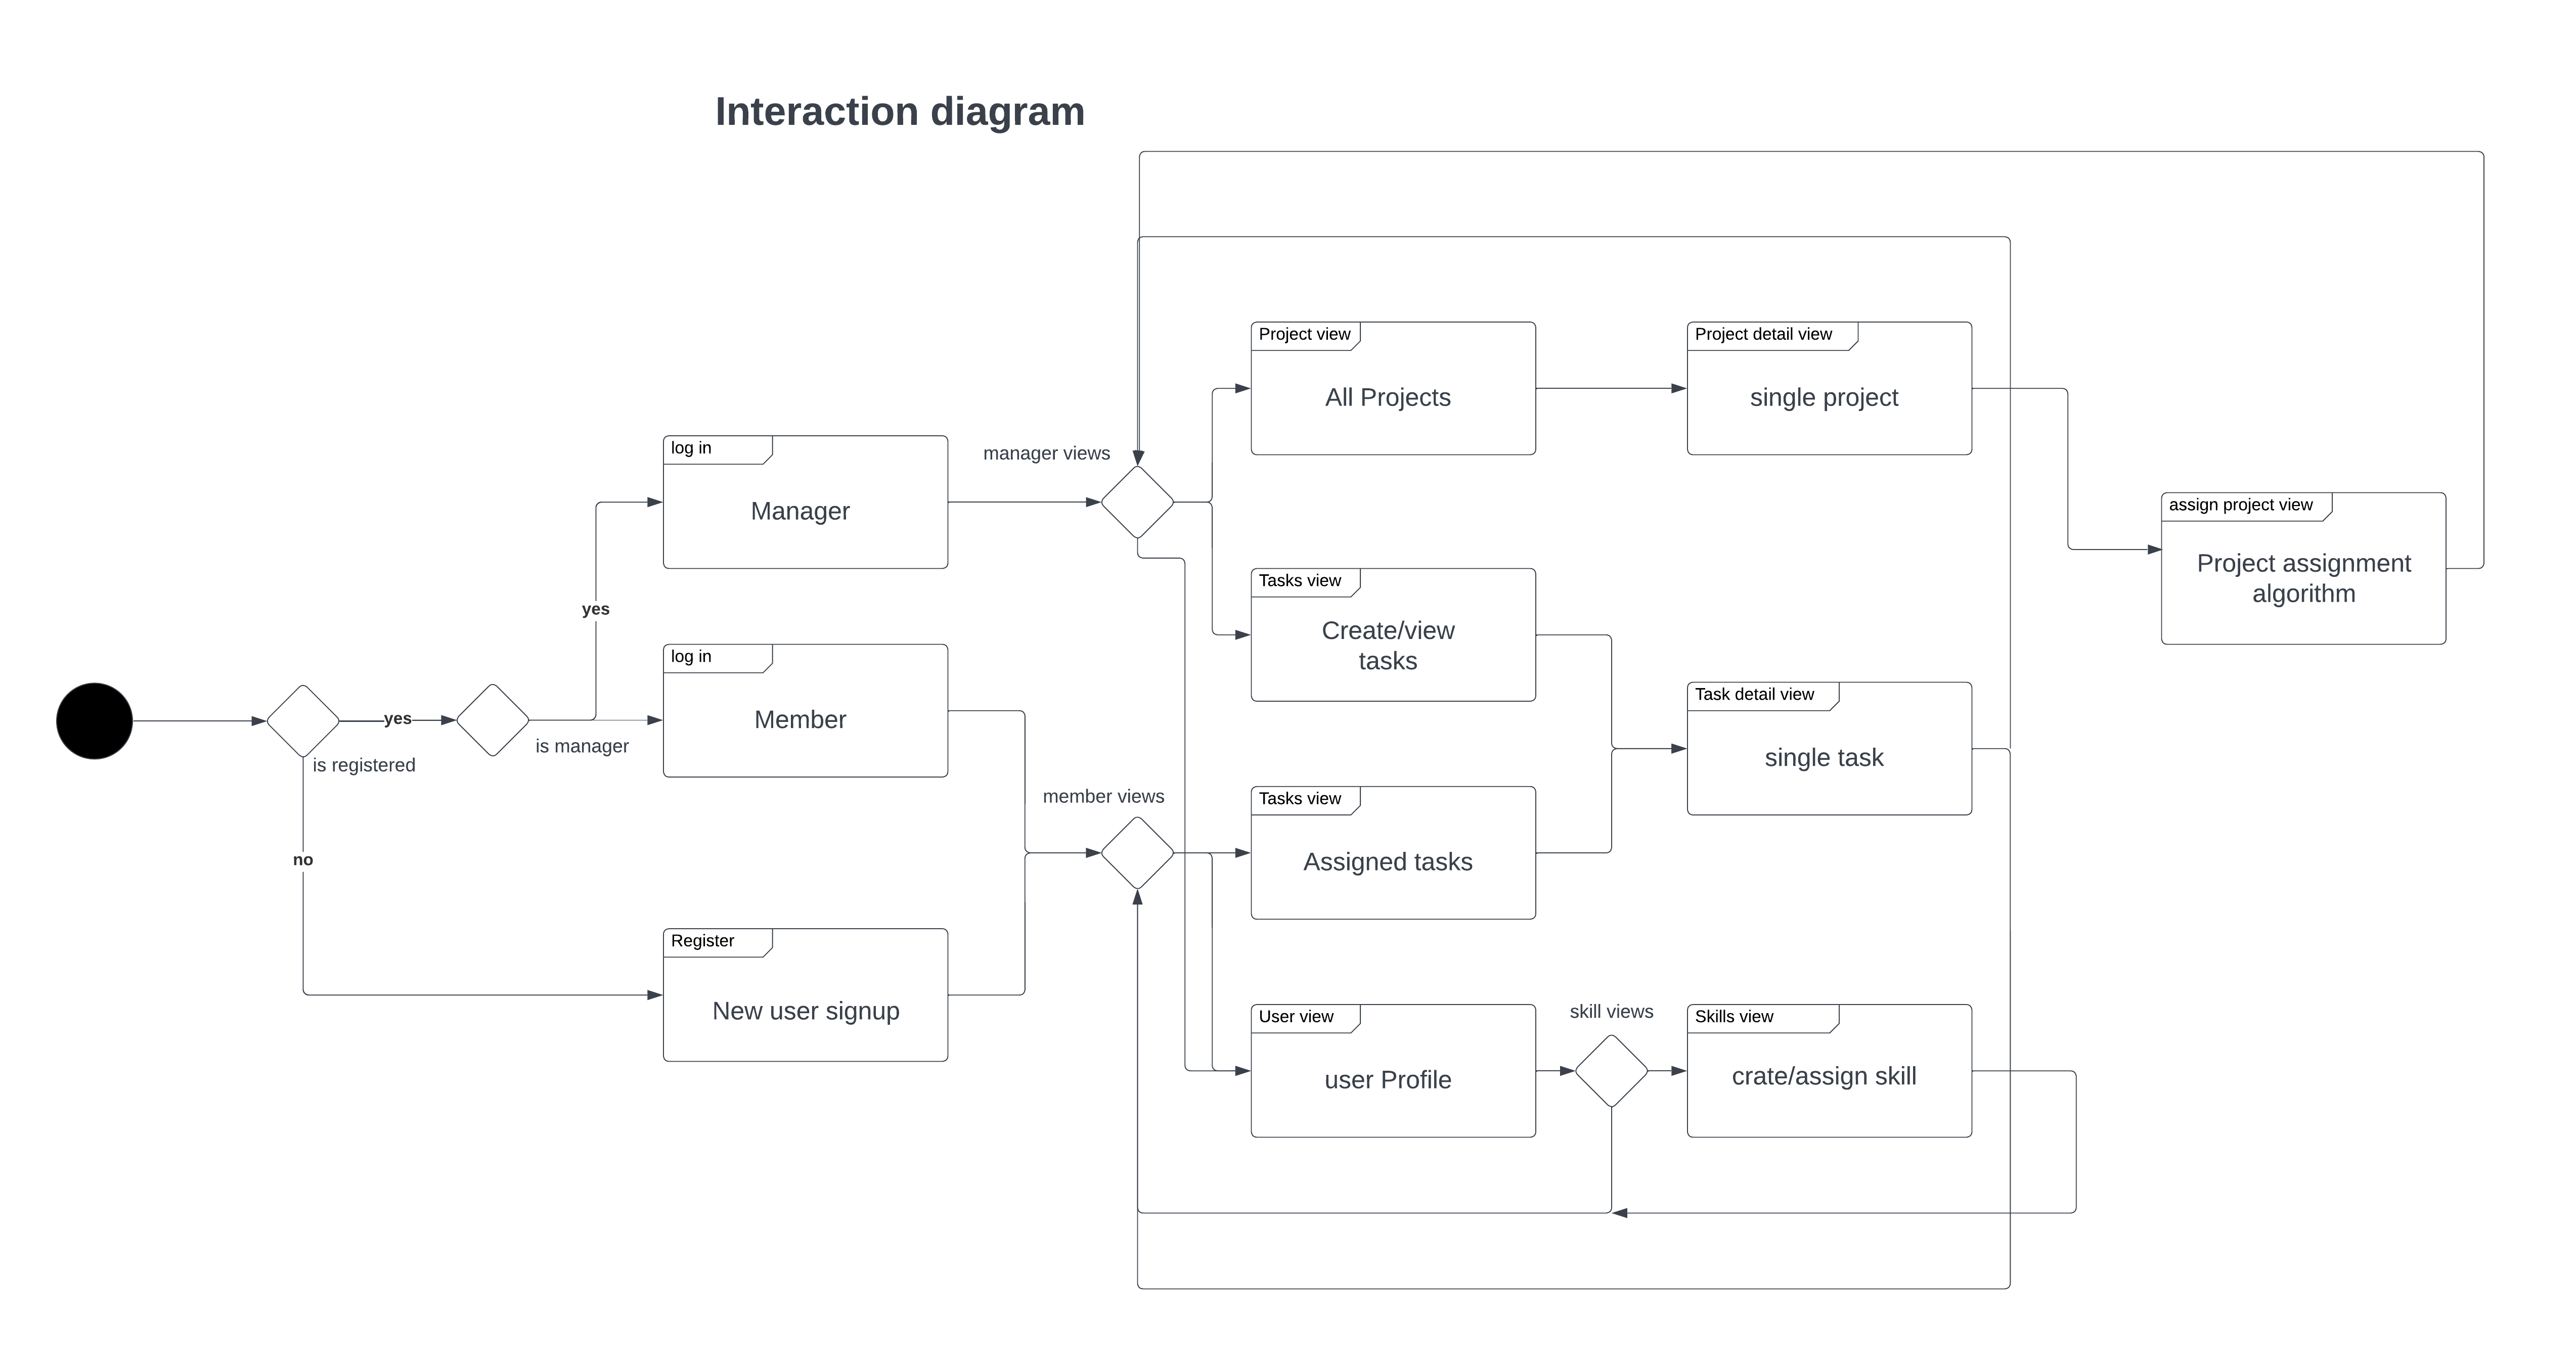 Interaction diagram
Project view
All Projects
Project detail view
single project
log in
Manager
manager views
assign project view
Project assignment
algorithm
Tasks view
Create/view
tasks
yes
log in
Member
Task detail view
single task
yes
is manager
is registered
member views
Tasks view
Assigned tasks
no
Register
New user signup
User view
user Profile
skill views
Skills view
crate/assign skill